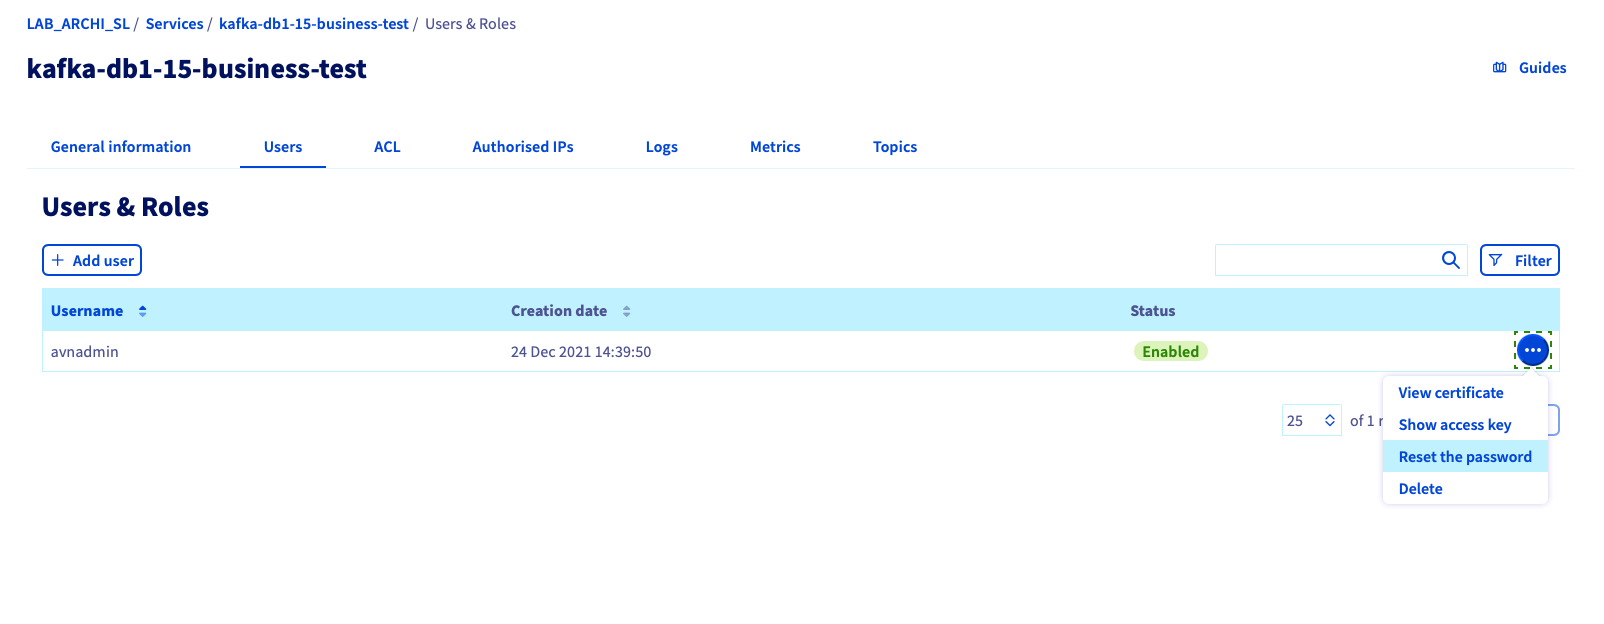 LAB_ARCHI_SL / Services / kafka-db1-15-business-test / Users & Roles
kafka-db1-15-business-test
Guides
General information Users ACL Authorised IPs Logs Metrics Topics
Users & Roles
+ Add user
Filter
Username Creation date Status
avnadmin 24 Dec 2021 14:39:50 Enabled
View certificate
25 of 1
Show access key
Reset the password
Delete